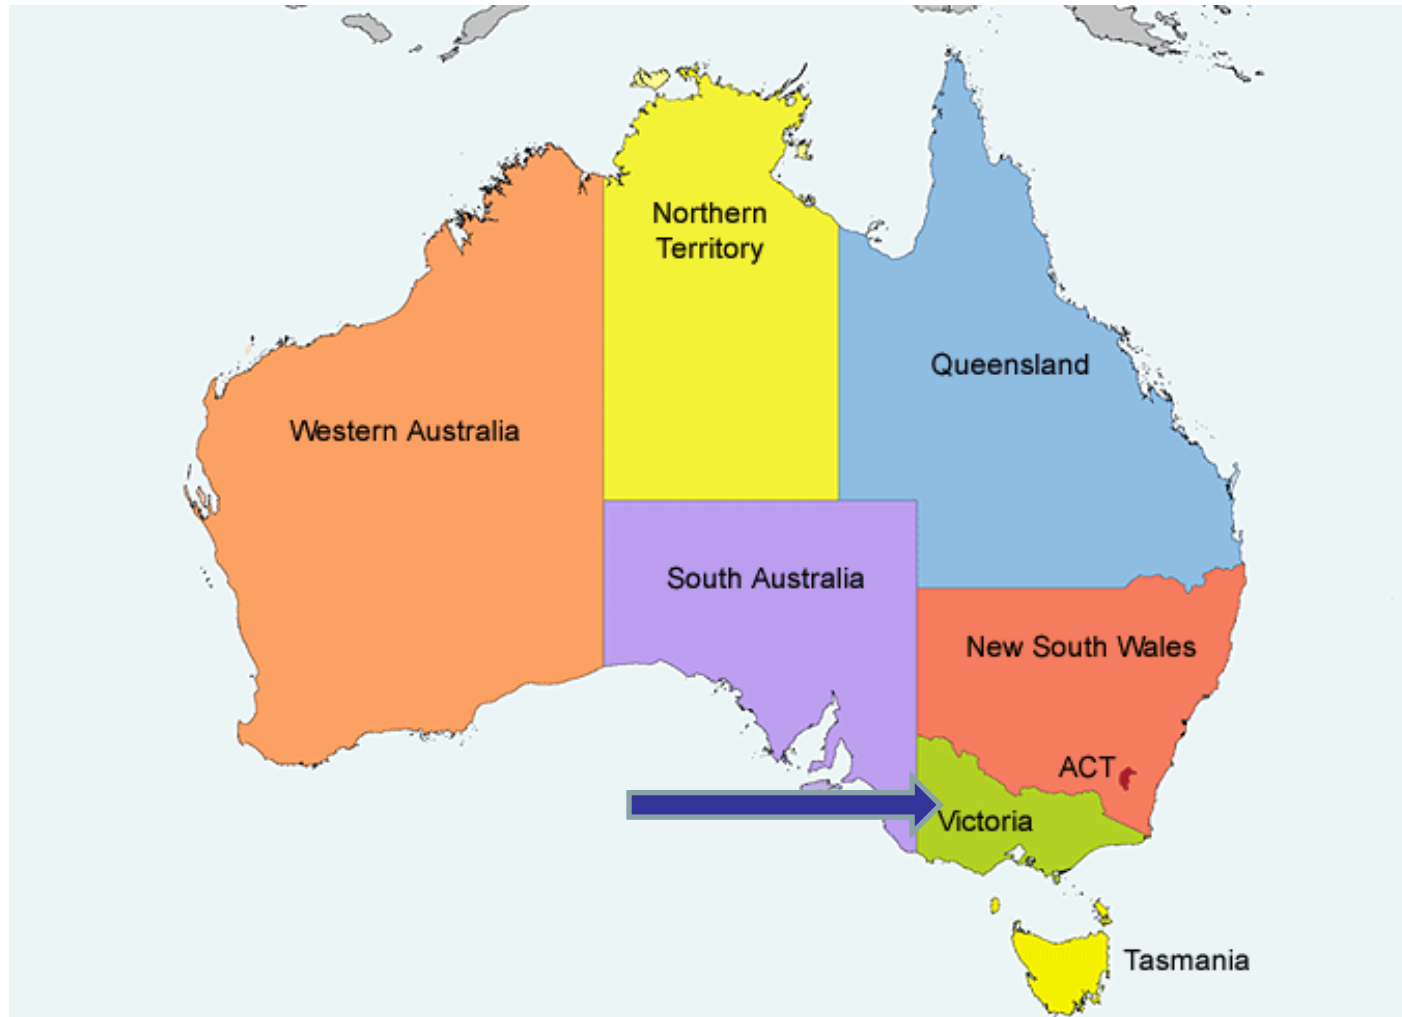 Northern
Territory
Queensland
Western Australia
South Australia
New South Wales
ACT
Victoria
Tasmania